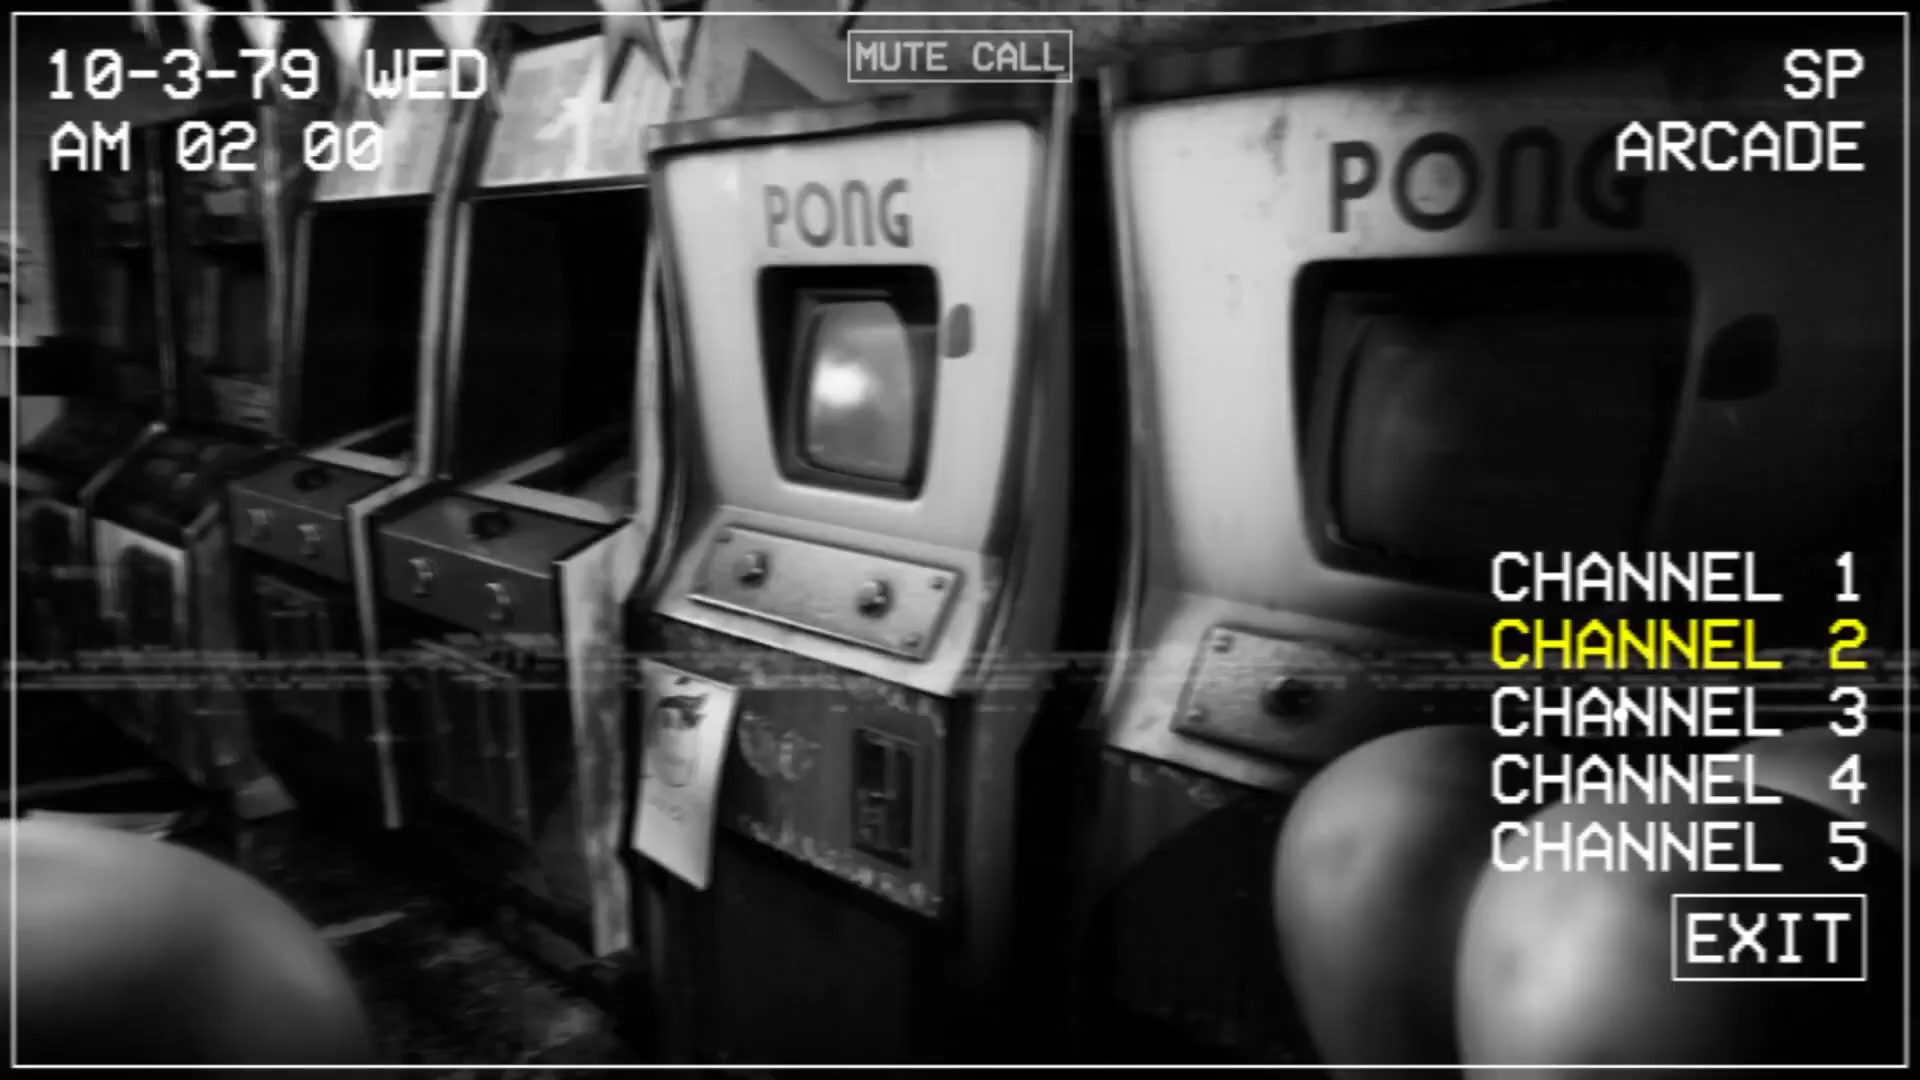 10-3-79 WED
AM 02 00
MUTE CALL
SP
ARCADE
PONG
PONG
CHANNEL 1
CHANNEL 2
CHANNEL 3
CHANNEL 4
CHANNEL 5
EXIT